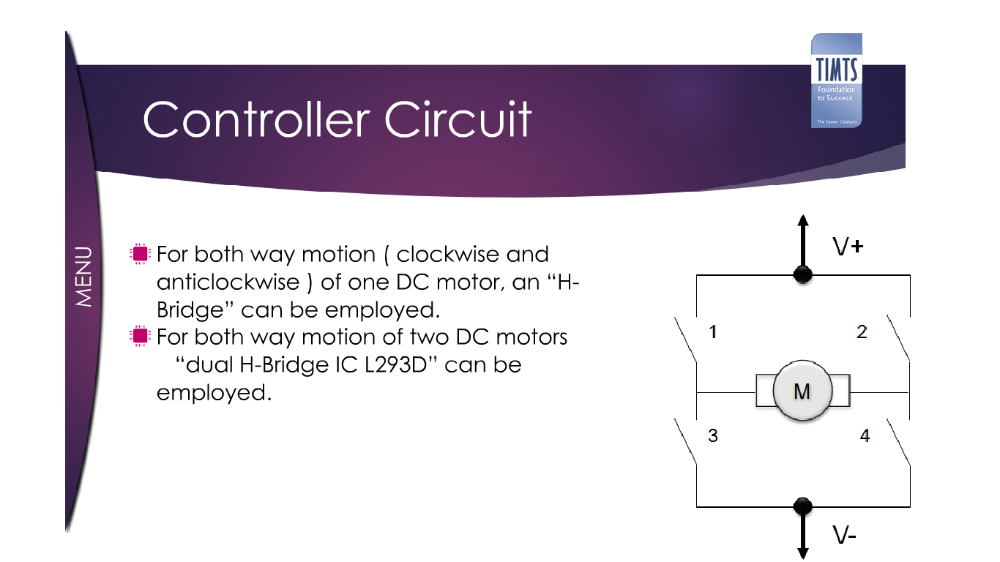 TIMTS
Foundation
to Success
The Career Catalysts
Controller Circuit
MENU
For both way motion ( clockwise and
anticlockwise ) of one DC motor, an “H-
Bridge” can be employed.
For both way motion of two DC motors
“dual H-Bridge IC L293D” can be
employed.
V+
1
2
M
3
4
V-